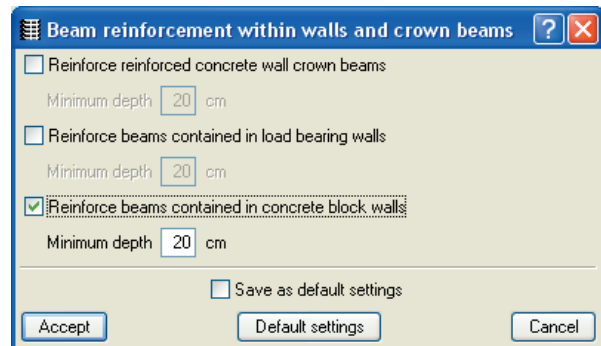 Beam reinforcement within walls and crown beams
Reinforce reinforced concrete wall crown beams
Minimum depth 20 cm
Reinforce beams contained in load bearing walls
Minimum depth 20 cm
Reinforce beams contained in concrete block walls
Minimum depth 20 cm
Save as default settings
Accept Default settings Cancel